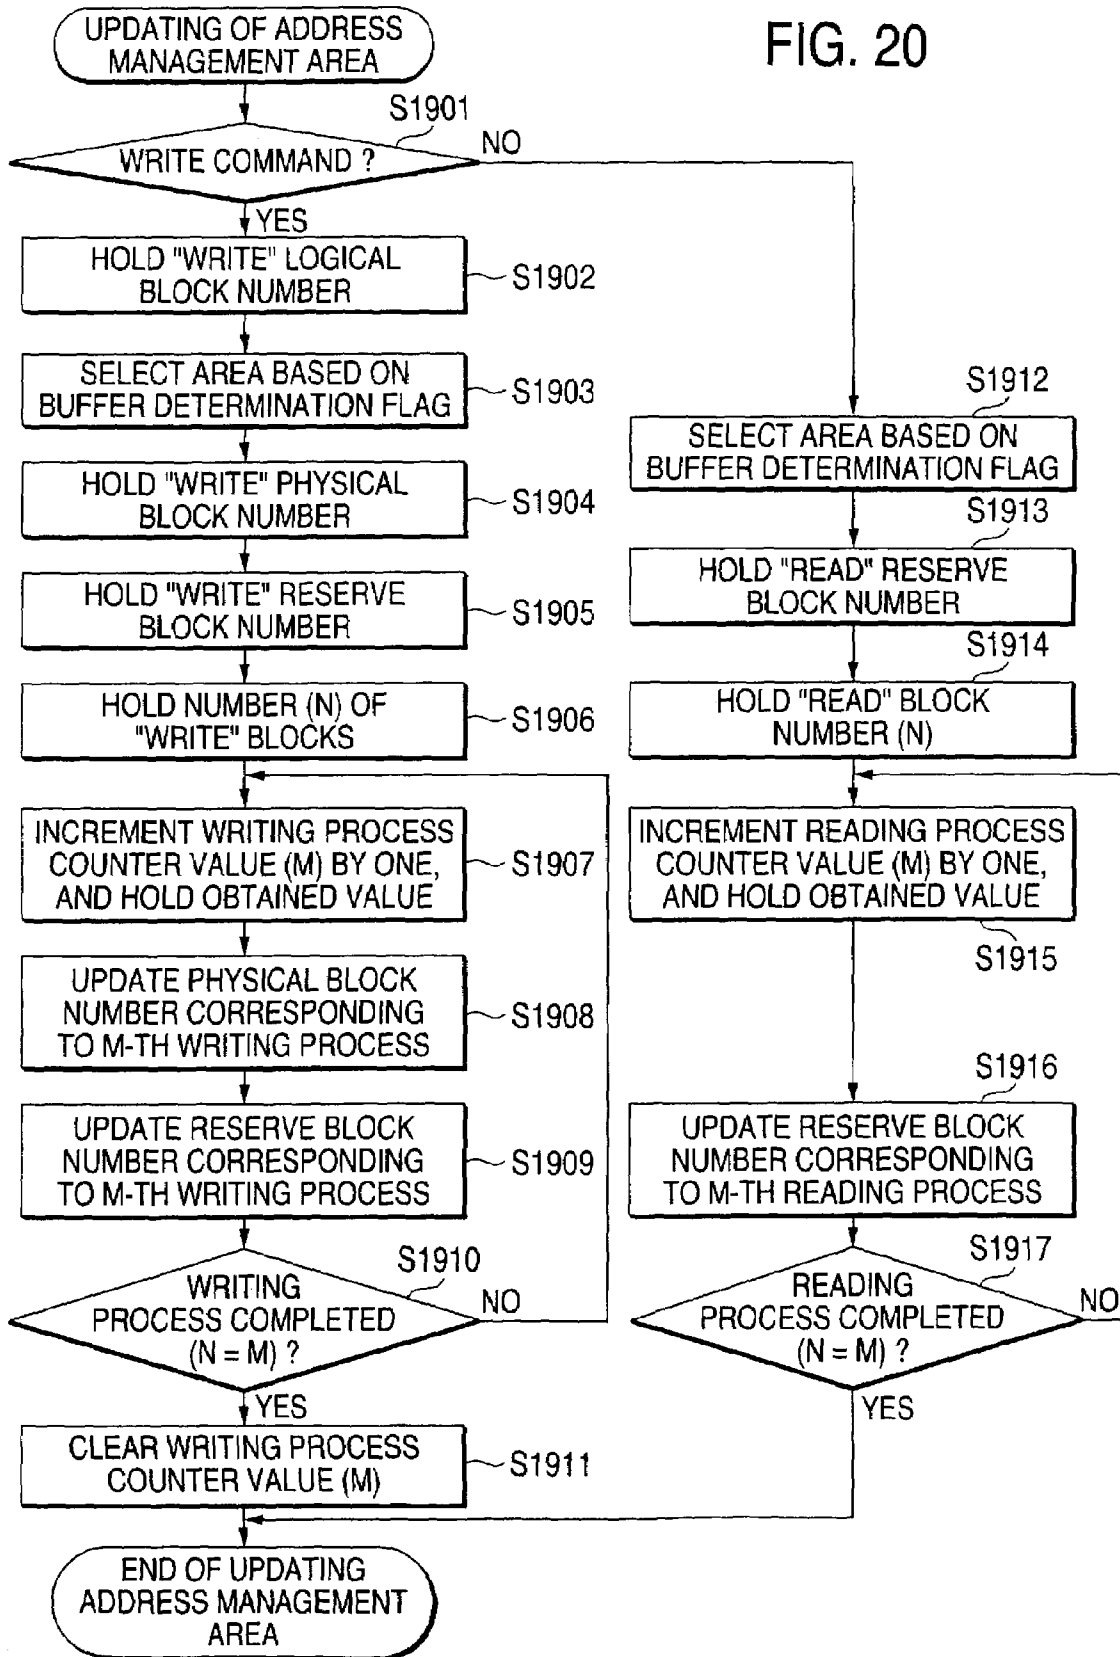 FIG. 20
UPDATING OF ADDRESS
MANAGEMENT AREA
S1901
WRITE COMMAND ?
NO
YES
HOLD "WRITE" LOGICAL
BLOCK NUMBER
S1902
SELECT AREA BASED ON
BUFFER DETERMINATION FLAG
S1903
HOLD "WRITE" PHYSICAL
BLOCK NUMBER
S1904
HOLD "WRITE" RESERVE
BLOCK NUMBER
S1905
HOLD NUMBER (N) OF
"WRITE" BLOCKS
S1906
INCREMENT WRITING PROCESS
COUNTER VALUE (M) BY ONE,
AND HOLD OBTAINED VALUE
S1907
UPDATE PHYSICAL BLOCK
NUMBER CORRESPONDING
TO M-TH WRITING PROCESS
S1908
UPDATE RESERVE BLOCK
NUMBER CORRESPONDING
TO M-TH WRITING PROCESS
S1909
S1910
WRITING
PROCESS COMPLETED
(N = M) ?
NO
YES
CLEAR WRITING PROCESS
COUNTER VALUE (M)
S1911
END OF UPDATING
ADDRESS MANAGEMENT
AREA
S1912
SELECT AREA BASED ON
BUFFER DETERMINATION FLAG
S1913
HOLD "READ" RESERVE
BLOCK NUMBER
S1914
HOLD "READ" BLOCK
NUMBER (N)
INCREMENT READING PROCESS
COUNTER VALUE (M) BY ONE,
AND HOLD OBTAINED VALUE
S1915
S1916
UPDATE RESERVE BLOCK
NUMBER CORRESPONDING
TO M-TH READING PROCESS
S1917
READING
PROCESS COMPLETED
(N = M) ?
NO
YES